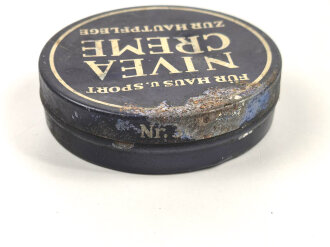 FÜR HAUS u. SPORT
NIVEA
CREME
ZUR HAUTPFLEGE
Nr.